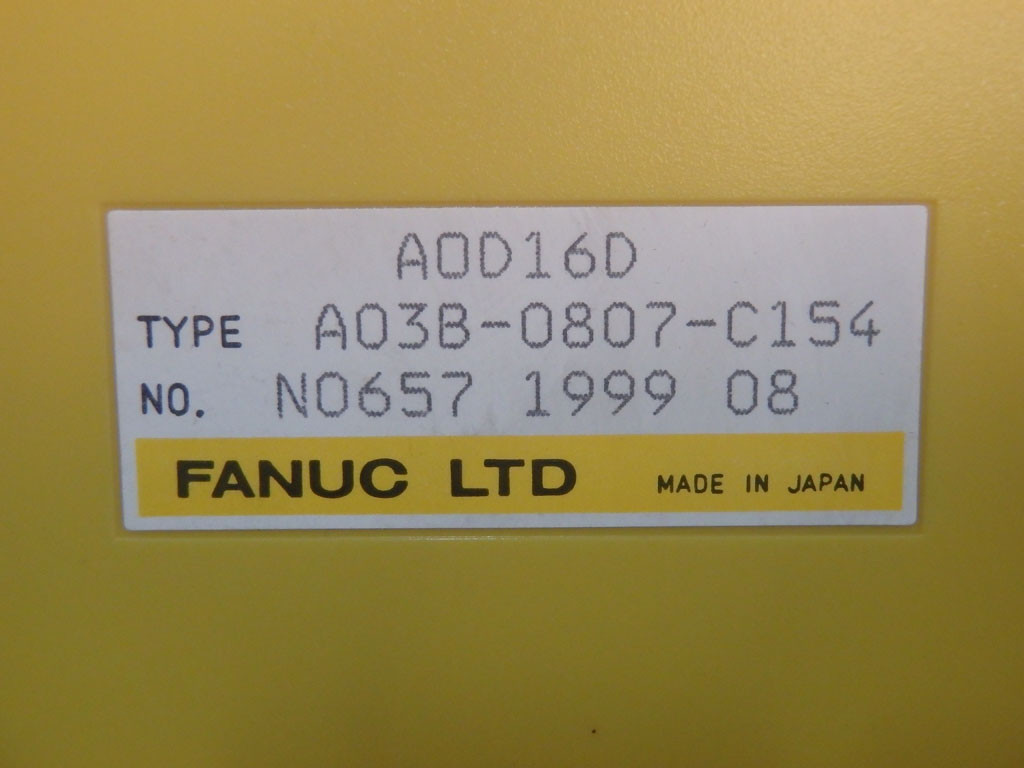 AOD16D
TYPE A03B-0807-C154
NO. N0657 1999 08
FANUC LTD MADE IN JAPAN